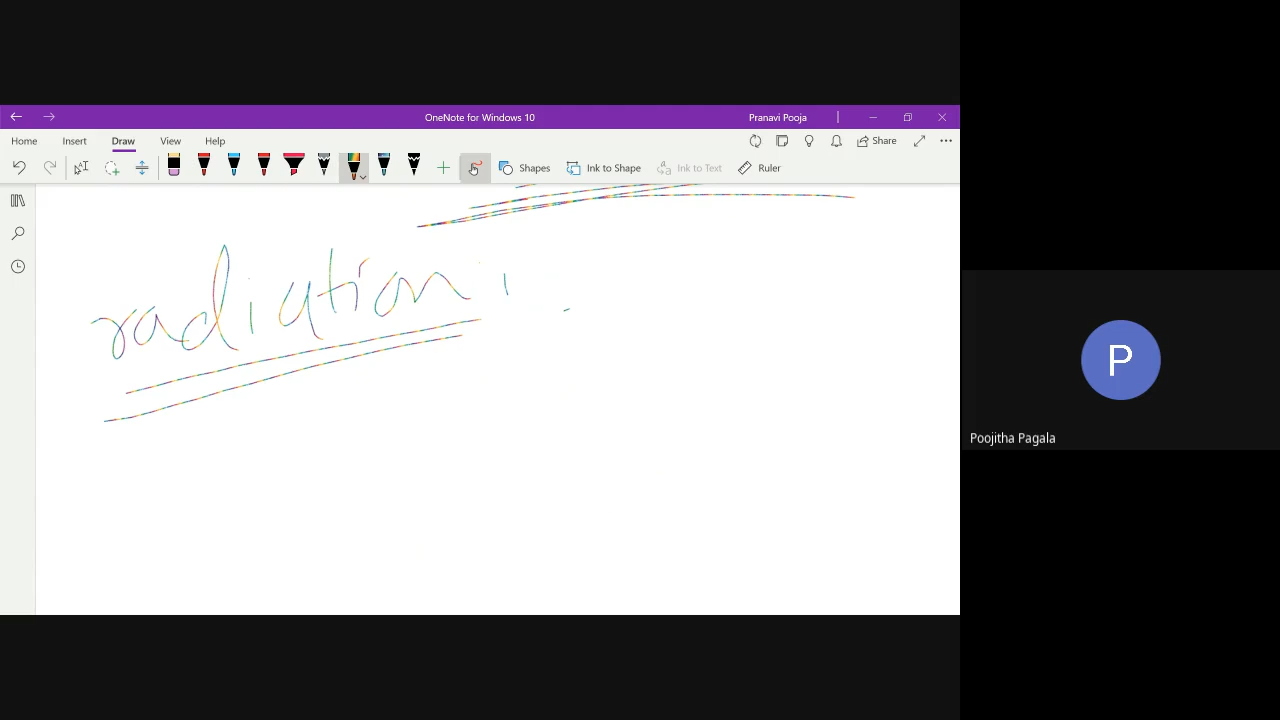 OneNote for Windows 10
Pranavi Pooja
Home Insert Draw View Help
Share
Shapes Ink to Shape Ink to Text Ruler
radiation
P
Poojitha Pagala